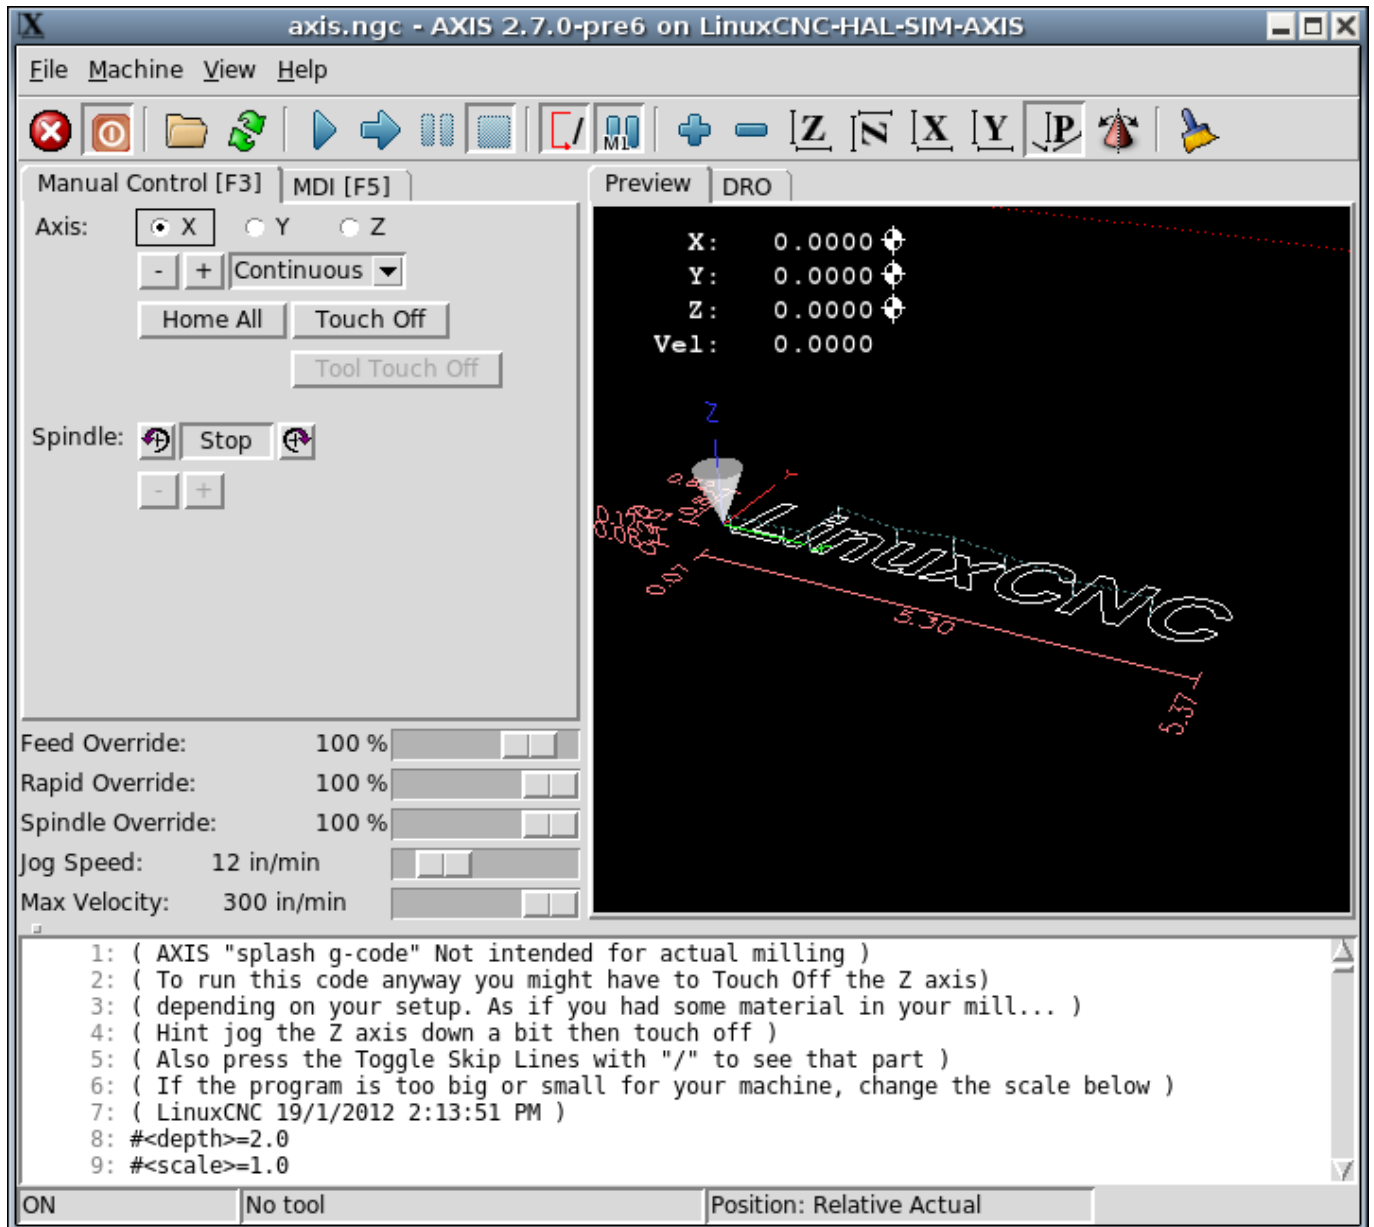 axis.ngc - AXIS 2.7.0-pre6 on LinuxCNC-HAL-SIM-AXIS
File Machine View Help
M1 Z N X Y P
Manual Control [F3] MDI [F5]
Axis: X Y Z
- + Continuous
Home All Touch Off
Tool Touch Off
Spindle: Stop
- +
Preview DRO
X: 0.0000
Y: 0.0000
Z: 0.0000
Vel: 0.0000
Z
Y
LinuxCNC
0.07
5.30
5.37
Feed Override: 100 %
Rapid Override: 100 %
Spindle Override: 100 %
Jog Speed: 12 in/min
Max Velocity: 300 in/min
1: ( AXIS "splash g-code" Not intended for actual milling )
2: ( To run this code anyway you might have to Touch Off the Z axis)
3: ( depending on your setup. As if you had some material in your mill... )
4: ( Hint jog the Z axis down a bit then touch off )
5: ( Also press the Toggle Skip Lines with "/" to see that part )
6: ( If the program is too big or small for your machine, change the scale below )
7: ( LinuxCNC 19/1/2012 2:13:51 PM )
8: #<depth>=2.0
9: #<scale>=1.0
ON No tool Position: Relative Actual